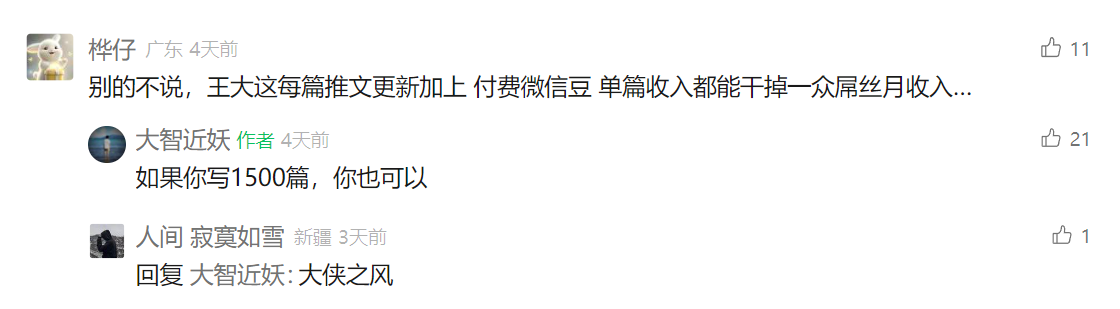 桦仔 广东 4天前 11
别的不说，王大这每篇推文更新加上 付费微信豆 单篇收入都能干掉一众屌丝月收入...
大智近妖 作者 4天前 21
如果你写1500篇，你也可以
人间 寂寞如雪 新疆 3天前 1
回复 大智近妖: 大侠之风